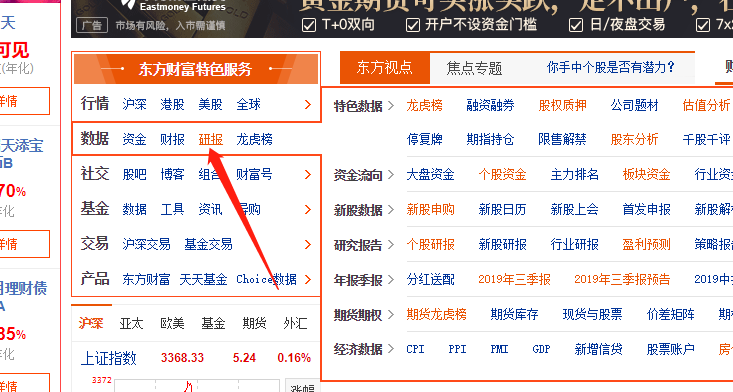 天
可见
(年化)
详情
天添宝
B
70%
年化
详情
理财债
A
85%
年化
详情
Eastmoney Futures
广告 市场有风险，入市需谨慎
T+0双向 开户不设资金门槛 日/夜盘交易
东方财富特色服务
行情 沪深 港股 美股 全球
数据 资金 财报 研报 龙虎榜
社交 股吧 博客 组合 财富号
基金 数据 工具 资讯 导购
交易 沪深交易 基金交易
产品 东方财富 天天基金 Choice数据
沪深 亚太 欧美 基金 期货 外汇
上证指数 3368.33 5.24 0.16%
3372
涨幅
东方视点 焦点专题 你手中个股是否有潜力？
特色数据 龙虎榜 融资融券 股权质押 公司题材 估值分析
停复牌 期指持仓 限售解禁 股东分析 千股千评
资金流向 大盘资金 个股资金 主力排名 板块资金 行业资
新股数据 新股申购 新股日历 新股上会 首发申报 新股解
研究报告 个股研报 新股研报 行业研报 盈利预测 策略报
年报季报 分红送配 2019年三季报 2019年三季报预告 2019中
期货期权 期货龙虎榜 期货库存 现货与股票 价差矩阵 期
经济数据 CPI PPI PMI GDP 新增信贷 股票账户 房